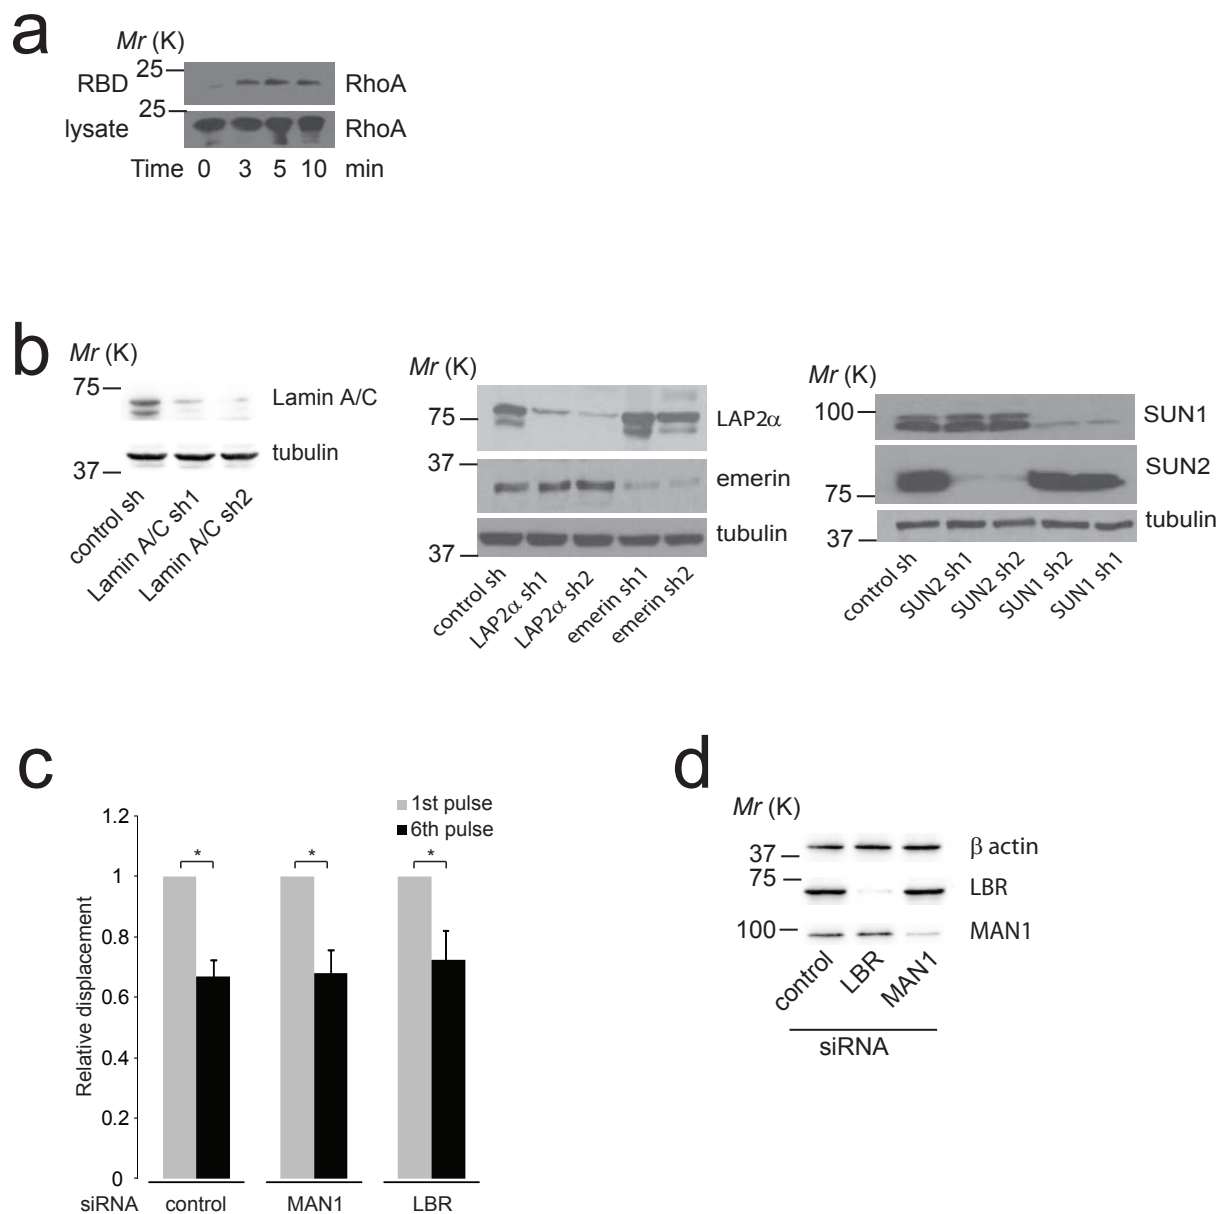 a
Mr (K)
25
RBD RhoA
25
lysate RhoA
Time 0 3 5 10 min
b
Mr (K)
75
Lamin A/C
tubulin
37
control sh
Lamin A/C sh1
Lamin A/C sh2
Mr (K)
75
LAP2α
37
emerin
tubulin
37
control sh
LAP2α sh1
LAP2α sh2
emerin sh1
emerin sh2
Mr (K)
100
SUN1
SUN2
75
tubulin
37
control sh
SUN2 sh1
SUN2 sh2
SUN1 sh2
SUN1 sh1
c
1st pulse
6th pulse
1.2
1
0.8
0.6
0.4
0.2
0
Relative displacement
* * *
siRNA control MAN1 LBR
d
Mr (K)
β actin
37
75
LBR
100
MAN1
control
LBR
MAN1
siRNA